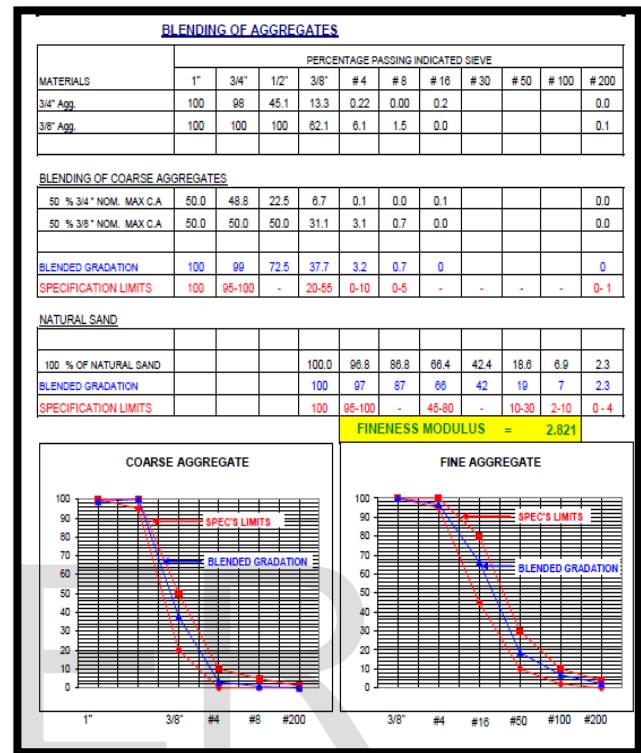 BLENDING OF AGGREGATES
PERCENTAGE PASSING INDICATED SIEVE
MATERIALS 1" 3/4" 1/2" 3/8" # 4 # 8 # 16 # 30 # 50 # 100 # 200
3/4" Agg. 100 98 45.1 13.3 0.22 0.00 0.2 0.0
3/8" Agg. 100 100 100 62.1 6.1 1.5 0.0 0.1
BLENDING OF COARSE AGGREGATES
50 % 3/4 " NOM. MAX C.A 50.0 48.8 22.5 6.7 0.1 0.0 0.1 0.0
50 % 3/8 " NOM. MAX C.A 50.0 50.0 50.0 31.1 3.1 0.7 0.0 0.0
BLENDED GRADATION 100 99 72.5 37.7 3.2 0.7 0 0
SPECIFICATION LIMITS 100 95-100 - 20-55 0-10 0-5 - - - - 0- 1
NATURAL SAND
100 % OF NATURAL SAND 100.0 96.8 86.8 66.4 42.4 18.6 6.9 2.3
BLENDED GRADATION 100 97 87 66 42 19 7 2.3
SPECIFICATION LIMITS 100 95-100 - 45-80 - 10-30 2-10 0 - 4
FINENESS MODULUS = 2.821
COARSE AGGREGATE
100
90
80
70
60
50
40
30
20
10
0
SPEC'S LIMITS
BLENDED GRADATION
1" 3/8" #4 #8 #200
FINE AGGREGATE
100
90
80
70
60
50
40
30
20
10
0
SPEC'S LIMITS
BLENDED GRADATION
3/8" #4 #16 #50 #100 #200
ER